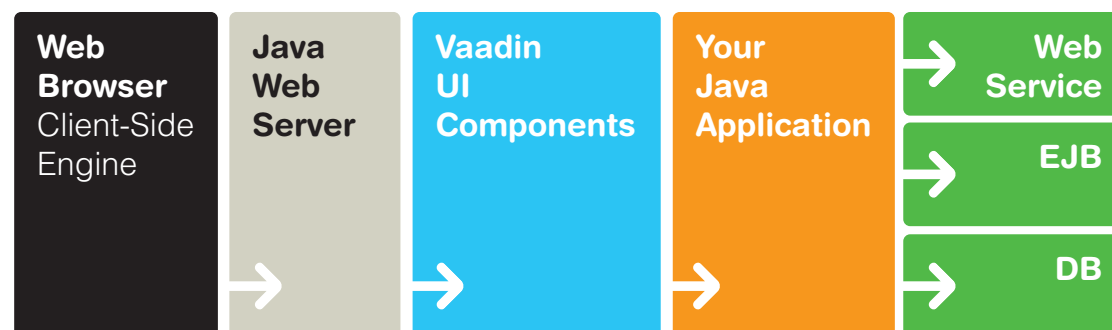 Web
Browser
Client-Side
Engine
Java
Web
Server
Vaadin
UI
Components
Your
Java
Application
Web
Service
EJB
DB